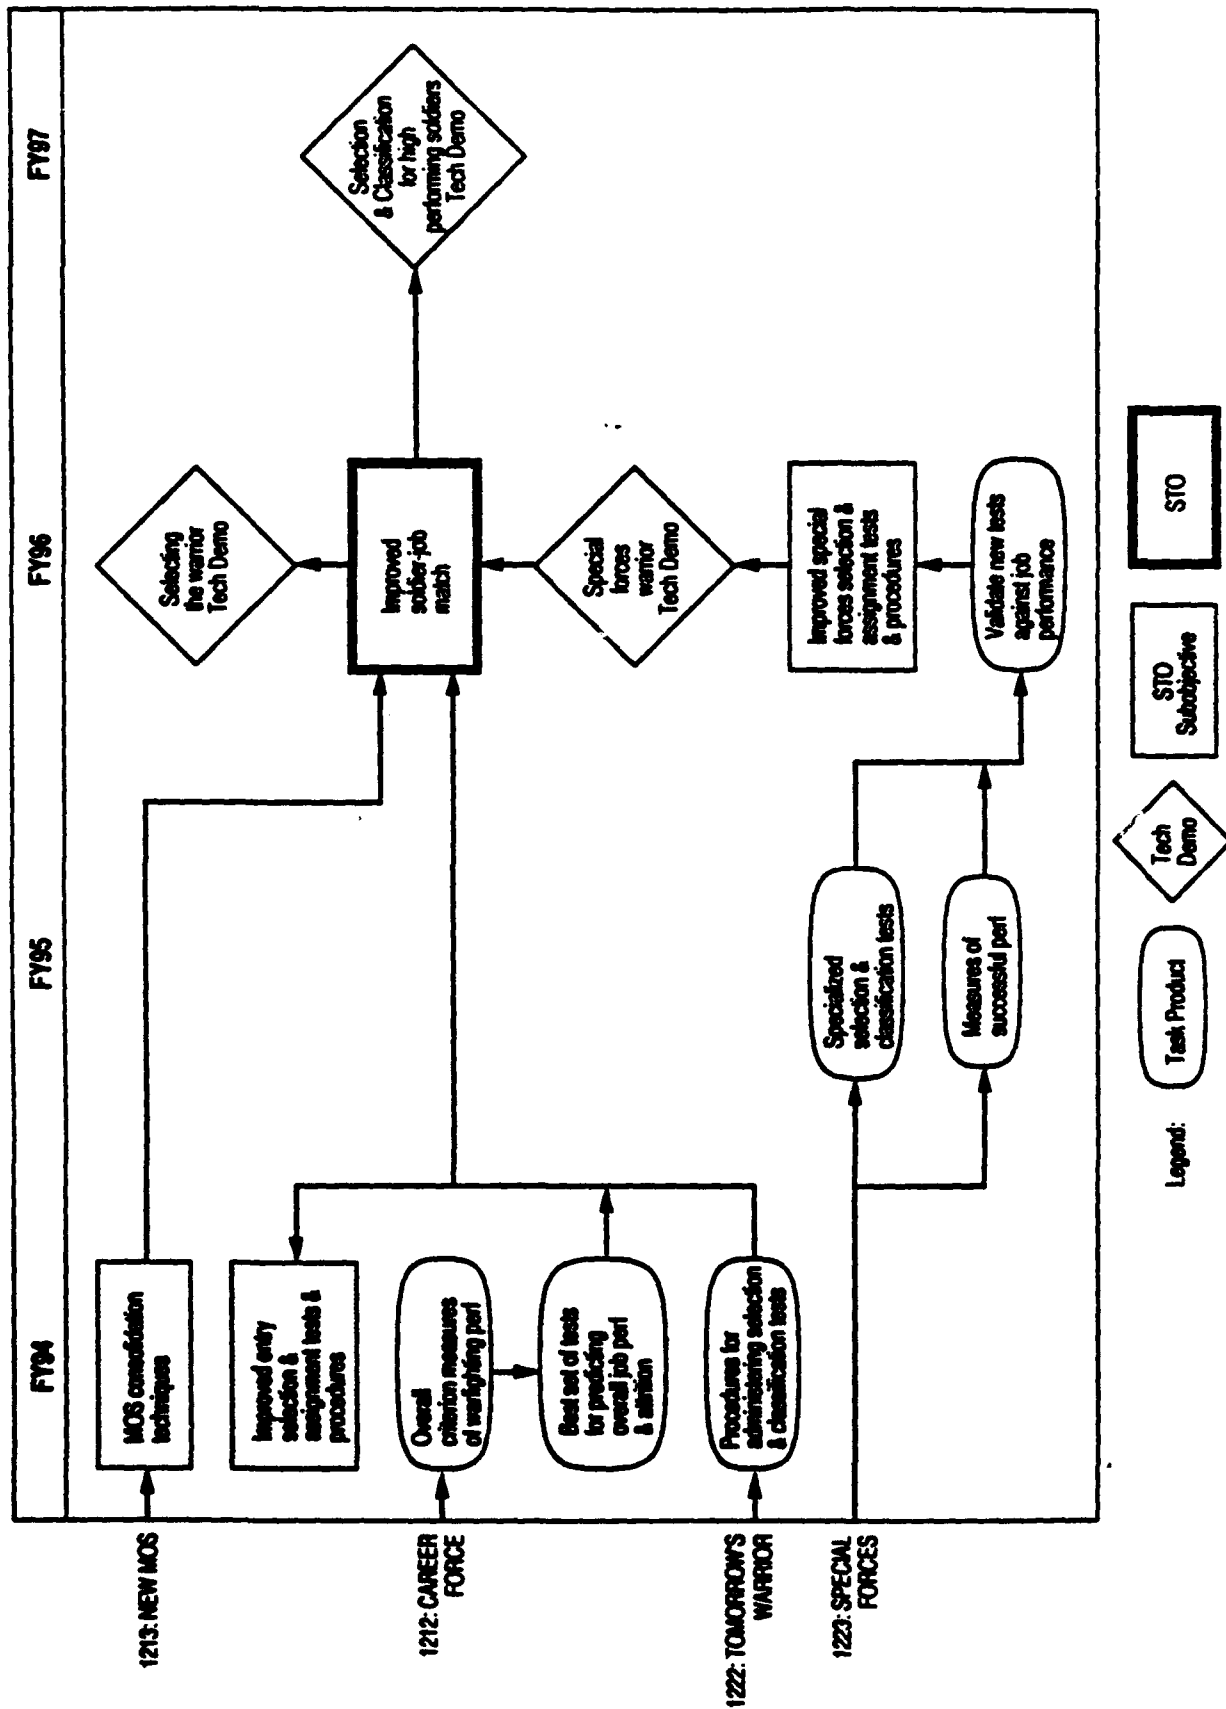 FY94
FY95
FY96
FY97
1213: NEW MOS
MOS consolidation
techniques
Improved entry
selection &
assignment tests &
procedures
1212: CAREER
FORCE
Overall
criterion measures
of warfighting perf
Best set of tests
for predicting
overall job perf
& attrition
1222: TOMORROW'S
WARRIOR
Procedures for
administering selection
& classification tests
1223: SPECIAL
FORCES
Specialized
selection &
classification tests
Measures of
successful perf
Selecting
the warrior
Tech Demo
Improved
soldier-job
match
Special
forces
warrior
Tech Demo
Improved special
forces selection &
assignment tests
& procedures
Validate new tests
against job
performance
Selection
& Classification
for high
performing soldiers
Tech Demo
Legend:
Task Product
Tech
Demo
STO
Subobjective
STO